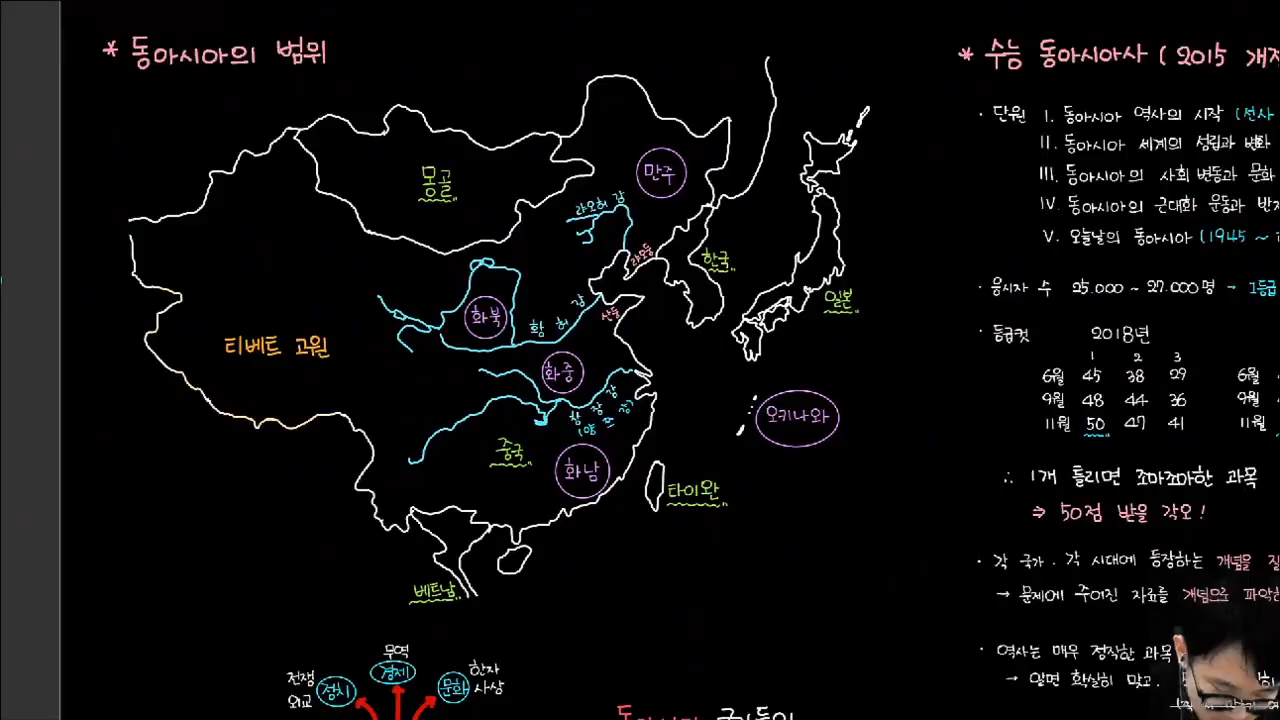 * 동아시아의 범위
몽골
만주
랴오허 강
랴오둥
한국
일본
화북
황 허 강
산둥
티베트 고원
화중
창 장 강
(양 쯔 강)
중국
화남
오키나와
타이완
베트남
무역
경제
전쟁
외교
정치
문화
한자
사상
* 수능 동아시아사 ( 2015 개정
· 단원 I. 동아시아 역사의 시작 (선사
II. 동아시아 세계의 성립과 변화
III. 동아시아의 사회 변동과 문화
IV. 동아시아의 근대화 운동과 반제
V. 오늘날의 동아시아 (1945 ~
· 응시자 수 25.000 ~ 27.000명 → 1등급
· 등급컷 2018년
1 2 3
6월 45 38 29 6월
9월 48 44 36 9월
11월 50 47 41 11월
∴ 1개 틀리면 조마조마한 과목
⇒ 50점 받을 각오!
· 각 국가, 각 시대에 등장하는 개념을 잘
→ 문제에 주어진 자료를 개념으로 파악하
· 역사는 매우 정직한 과목
→ 알면 확실히 맞고.